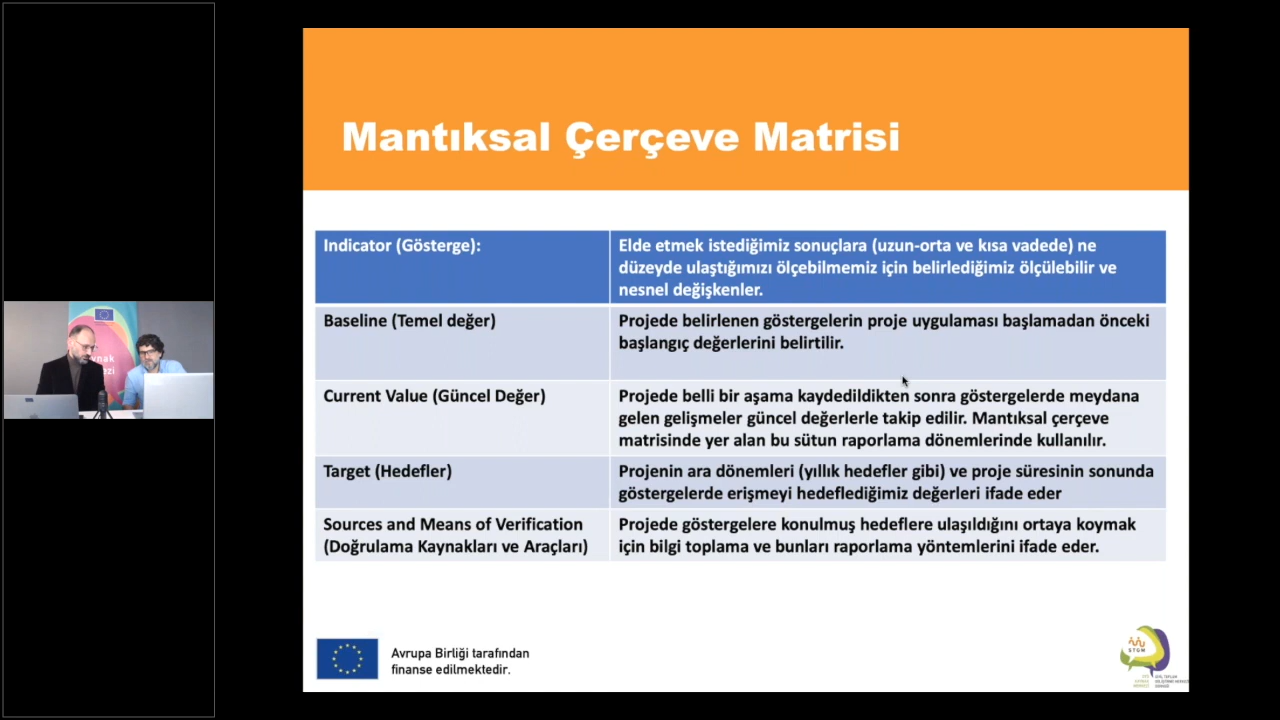 Mantıksal Çerçeve Matrisi
Indicator (Gösterge):
Elde etmek istediğimiz sonuçlara (uzun-orta ve kısa vadede) ne
düzeyde ulaştığımızı ölçebilmemiz için belirlediğimiz ölçülebilir ve
nesnel değişkenler.
Baseline (Temel değer)
Projede belirlenen göstergelerin proje uygulaması başlamadan önceki
başlangıç değerlerini belirtilir.
Current Value (Güncel Değer)
Projede belli bir aşama kaydedildikten sonra göstergelerde meydana
gelen gelişmeler güncel değerlerle takip edilir. Mantıksal çerçeve
matrisinde yer alan bu sütun raporlama dönemlerinde kullanılır.
Target (Hedefler)
Projenin ara dönemleri (yıllık hedefler gibi) ve proje süresinin sonunda
göstergelerde erişmeyi hedeflediğimiz değerleri ifade eder
Sources and Means of Verification
(Doğrulama Kaynakları ve Araçları)
Projede göstergelere konulmuş hedeflere ulaşıldığını ortaya koymak
için bilgi toplama ve bunları raporlama yöntemlerini ifade eder.
Avrupa Birliği tarafından
finanse edilmektedir.
STGM